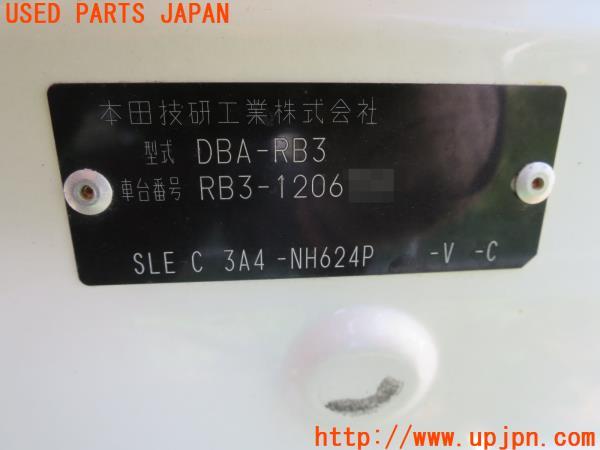 USED PARTS JAPAN
本田技研工業株式会社
型式 DBA-RB3
車台番号 RB3-1206
SLE C 3A4 -NH624P -V -C
UPJ http://www.upjpn.com